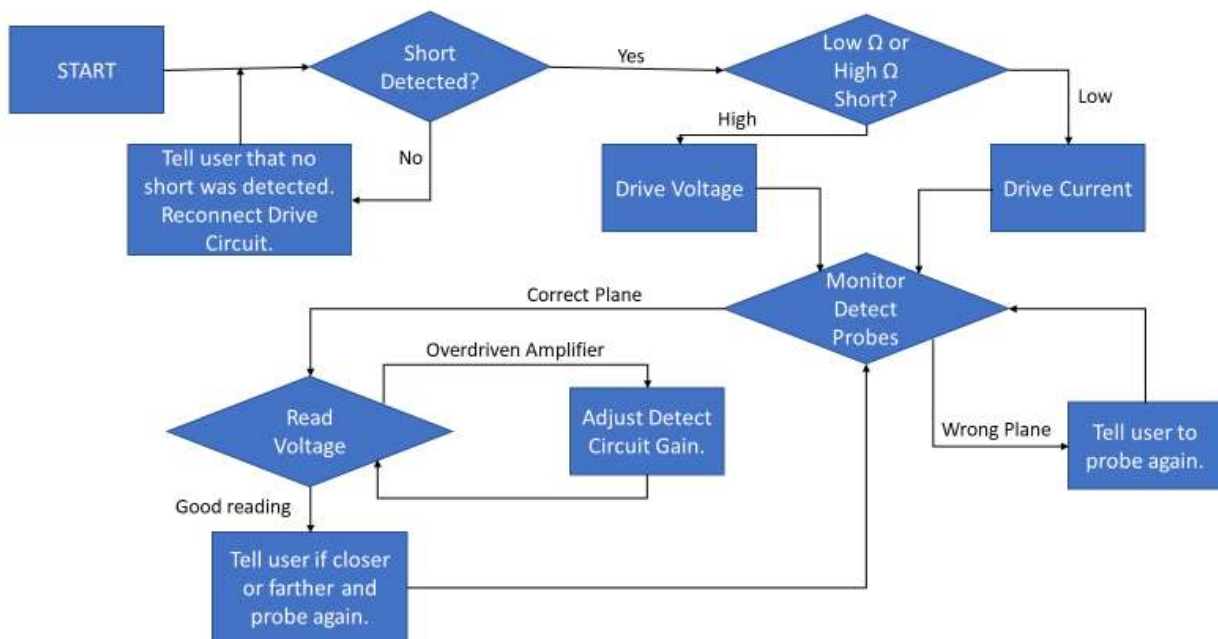 START
Short
Detected?
Yes
Low Ω or
High Ω
Short?
Low
High
No
Tell user that no
short was detected.
Reconnect Drive
Circuit.
Drive Voltage
Drive Current
Monitor
Detect
Probes
Correct Plane
Overdriven Amplifier
Read
Voltage
Adjust Detect
Circuit Gain.
Wrong Plane
Tell user to
probe again.
Good reading
Tell user if closer
or farther and
probe again.